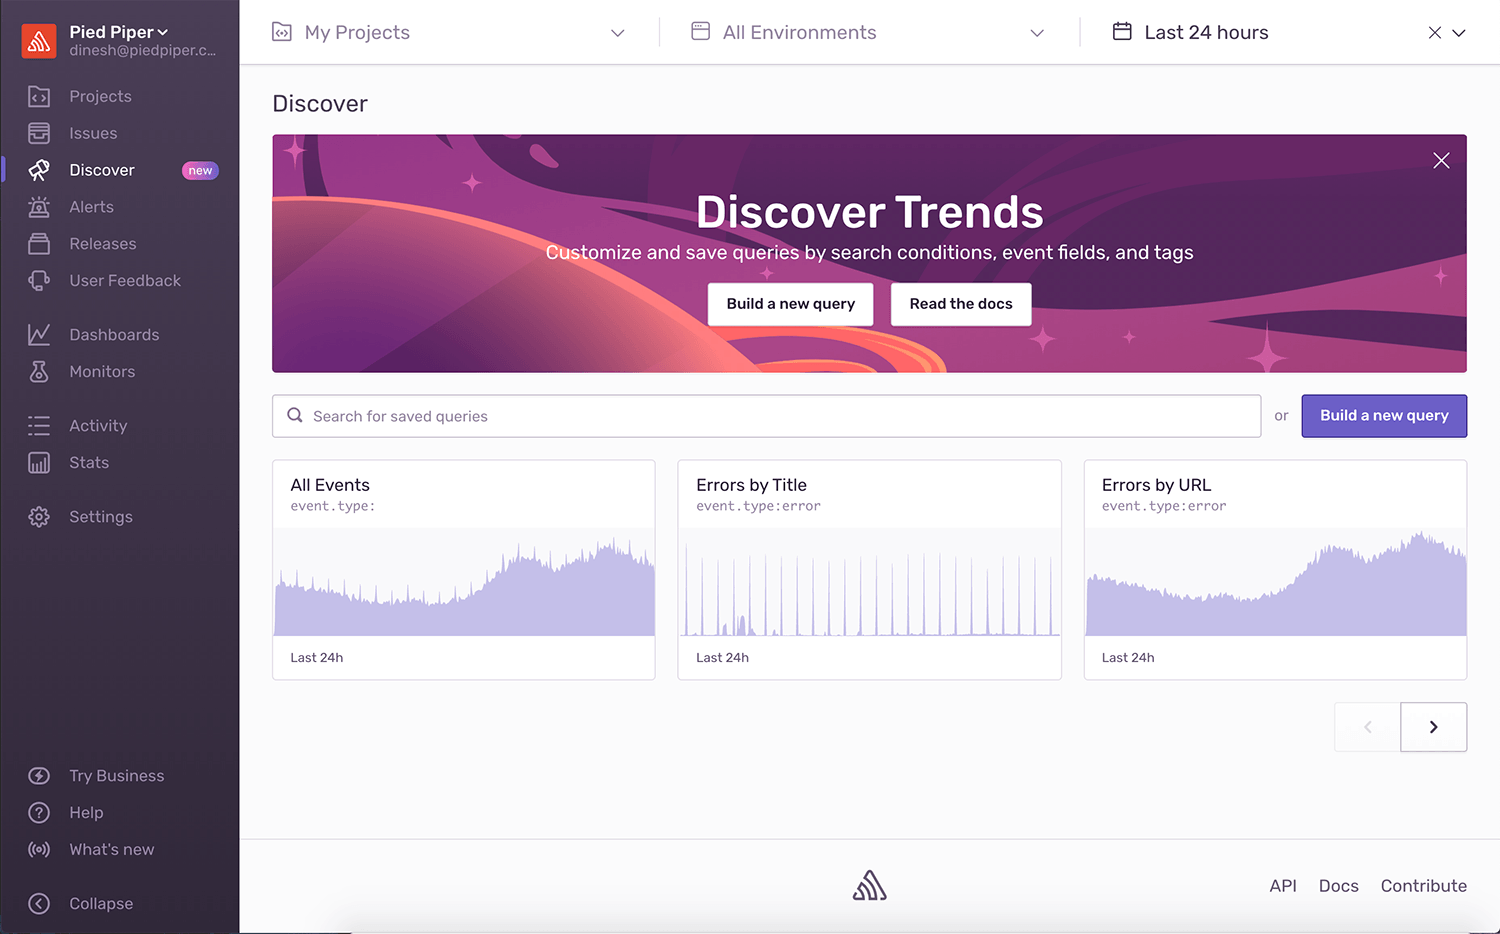 Pied Piper
dinesh@piedpiper.c...
Projects
Issues
Discover
new
Alerts
Releases
User Feedback
Dashboards
Monitors
Activity
Stats
Settings
Try Business
Help
What's new
Collapse
My Projects
All Environments
Last 24 hours
Discover
Discover Trends
Customize and save queries by search conditions, event fields, and tags
Build a new query
Read the docs
Search for saved queries
or
Build a new query
All Events
event.type:
Last 24h
Errors by Title
event.type:error
Last 24h
Errors by URL
event.type:error
Last 24h
API
Docs
Contribute